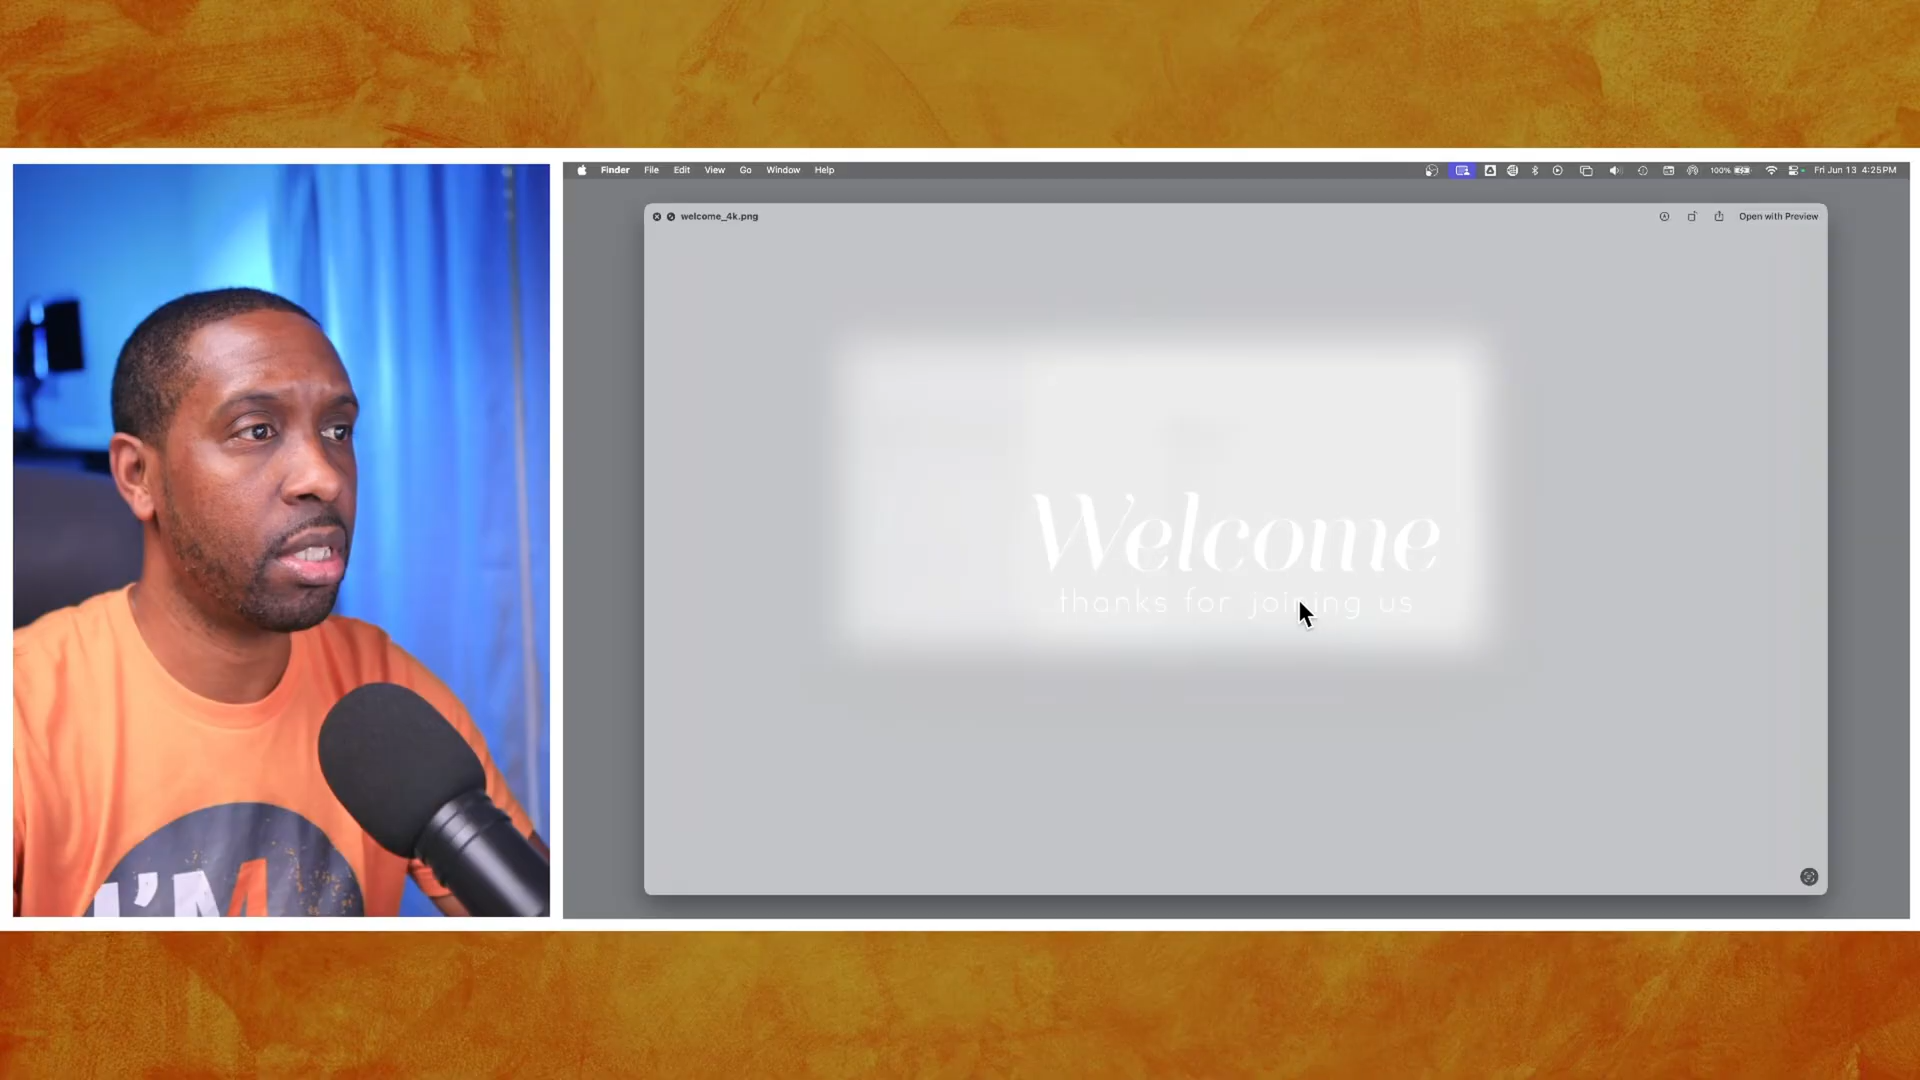 Finder File Edit View Go Window Help 100% Fri Jun 13 4:25PM
welcome_4k.png Open with Preview
Welcome
thanks for joining us
I'M